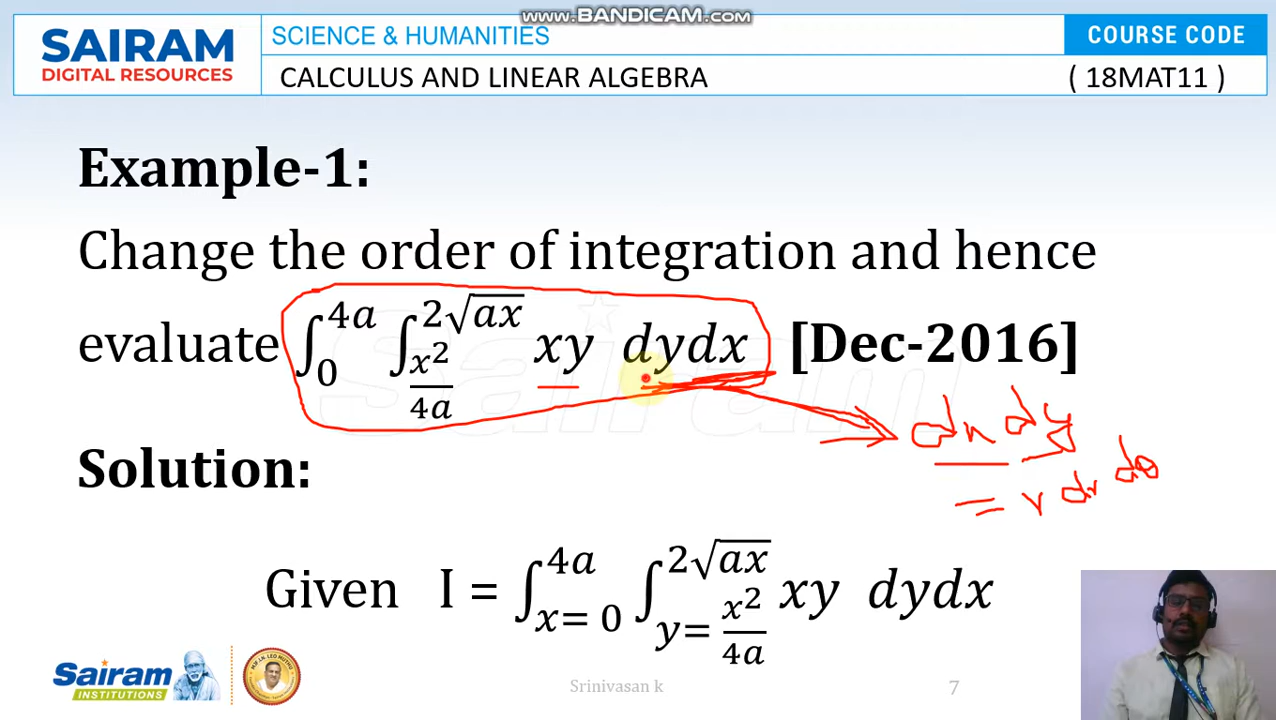 www.BANDICAM.com
SAIRAM
DIGITAL RESOURCES
SCIENCE & HUMANITIES
COURSE CODE
CALCULUS AND LINEAR ALGEBRA
( 18MAT11 )
Example-1:
Change the order of integration and hence
evaluate ∫₀^{4a} ∫_{x²/4a}^{2√ax} xy dydx [Dec-2016]
dx dy
= r dr dθ
Solution:
Given I = ∫_{x= 0}^{4a} ∫_{y= x²/4a}^{2√ax} xy dydx
Sairam
INSTITUTIONS
Srinivasan k
7